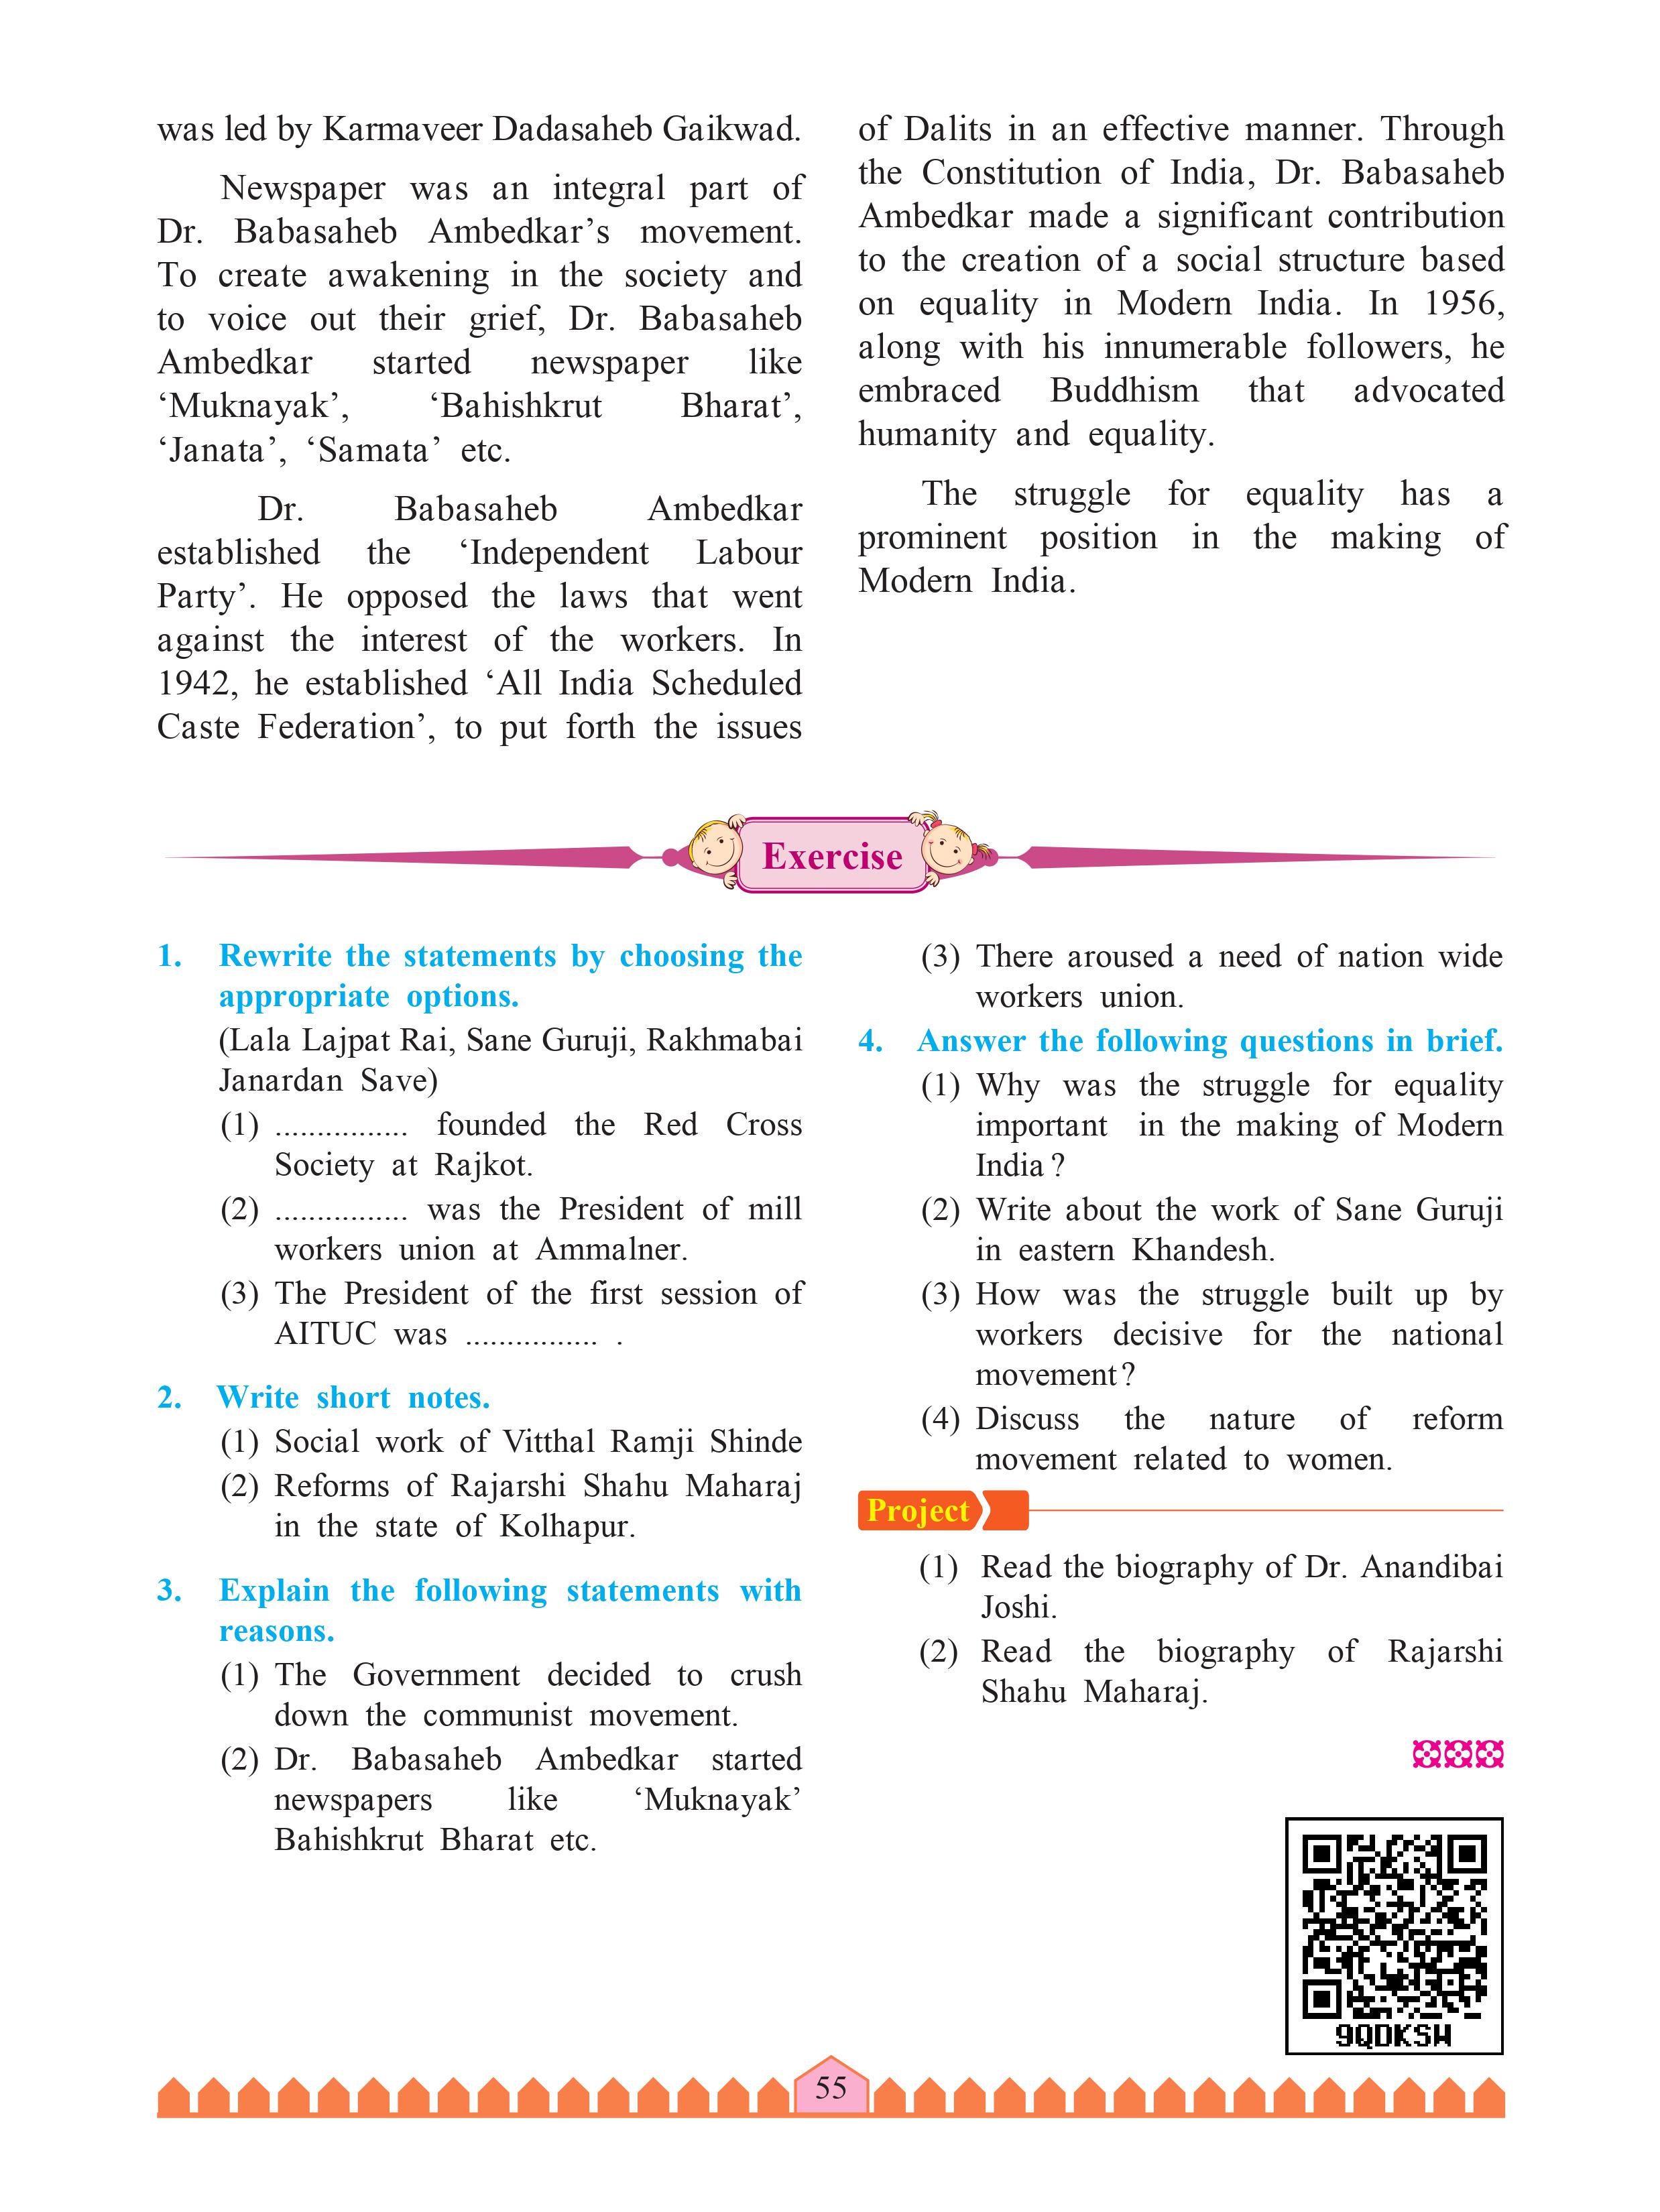 was led by Karmaveer Dadasaheb Gaikwad.
Newspaper was an integral part of
Dr. Babasaheb Ambedkar’s movement.
To create awakening in the society and
to voice out their grief, Dr. Babasaheb
Ambedkar started newspaper like
‘Muknayak’, ‘Bahishkrut Bharat’,
‘Janata’, ‘Samata’ etc.
Dr. Babasaheb Ambedkar
established the ‘Independent Labour
Party’. He opposed the laws that went
against the interest of the workers. In
1942, he established ‘All India Scheduled
Caste Federation’, to put forth the issues
of Dalits in an effective manner. Through
the Constitution of India, Dr. Babasaheb
Ambedkar made a significant contribution
to the creation of a social structure based
on equality in Modern India. In 1956,
along with his innumerable followers, he
embraced Buddhism that advocated
humanity and equality.
The struggle for equality has a
prominent position in the making of
Modern India.
Exercise
1. Rewrite the statements by choosing the
appropriate options.
(Lala Lajpat Rai, Sane Guruji, Rakhmabai
Janardan Save)
(1) ................ founded the Red Cross
Society at Rajkot.
(2) ................ was the President of mill
workers union at Ammalner.
(3) The President of the first session of
AITUC was ................ .
2. Write short notes.
(1) Social work of Vitthal Ramji Shinde
(2) Reforms of Rajarshi Shahu Maharaj
in the state of Kolhapur.
3. Explain the following statements with
reasons.
(1) The Government decided to crush
down the communist movement.
(2) Dr. Babasaheb Ambedkar started
newspapers like ‘Muknayak’
Bahishkrut Bharat etc.
(3) There aroused a need of nation wide
workers union.
4. Answer the following questions in brief.
(1) Why was the struggle for equality
important in the making of Modern
India ?
(2) Write about the work of Sane Guruji
in eastern Khandesh.
(3) How was the struggle built up by
workers decisive for the national
movement ?
(4) Discuss the nature of reform
movement related to women.
Project
(1) Read the biography of Dr. Anandibai
Joshi.
(2) Read the biography of Rajarshi
Shahu Maharaj.
9QDKSW
55